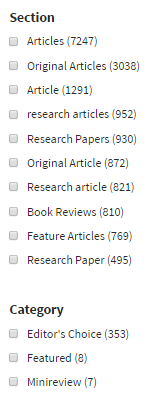 Section
Articles (7247)
Original Articles (3038)
Article (1291)
research articles (952)
Research Papers (930)
Original Article (872)
Research article (821)
Book Reviews (810)
Feature Articles (769)
Research Paper (495)
Category
Editor's Choice (353)
Featured (8)
Minireview (7)